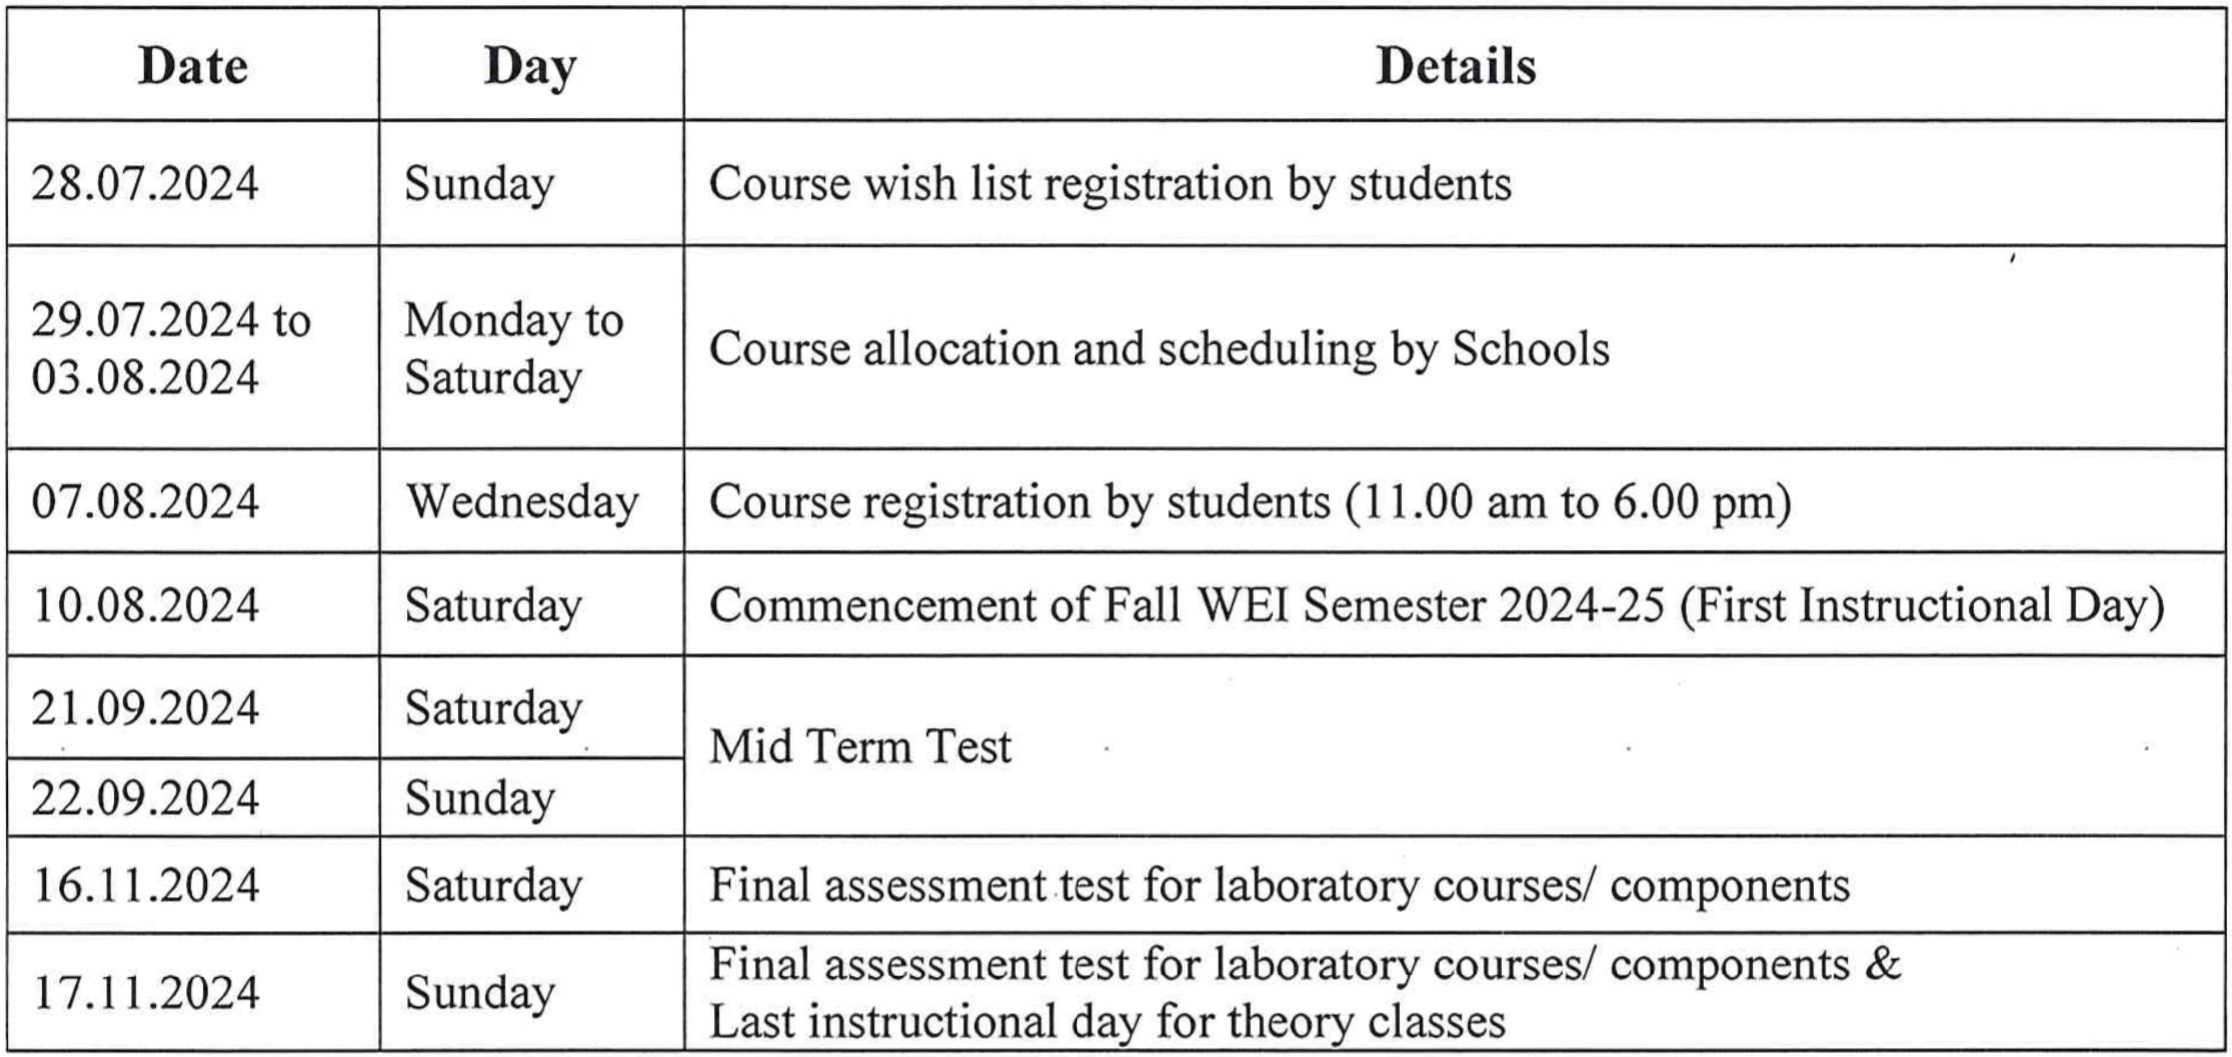 Date Day Details
28.07.2024 Sunday Course wish list registration by students
29.07.2024 to Monday to
03.08.2024 Saturday
Course allocation and scheduling by Schools
07.08.2024 Wednesday Course registration by students (11.00 am to 6.00 pm)
10.08.2024 Saturday Commencement of Fall WEI Semester 2024-25 (First Instructional Day)
21.09.2024 Saturday
Mid Term Test
22.09.2024 Sunday
16.11.2024 Saturday Final assessment test for laboratory courses/ components
17.11.2024 Sunday
Final assessment test for laboratory courses/ components &
Last instructional day for theory classes